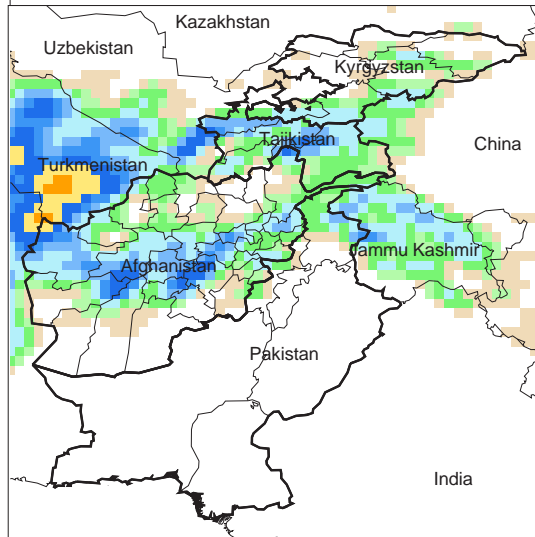 Kazakhstan
Uzbekistan
Kyrgyzstan
Tajikistan
China
Turkmenistan
Jammu Kashmir
Afghanistan
Pakistan
India